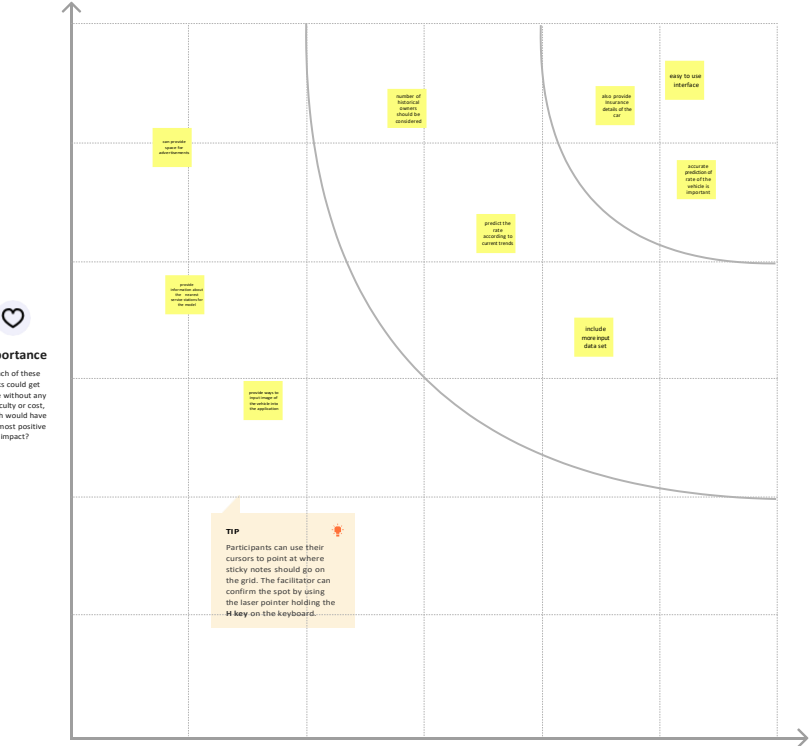 easy to use
interface
also provide
insurance
details of the
car
number of
historical
owners
should be
considered
can provide
space for
advertisements
accurate
prediction of
rate of the
vehicle is
important
predict the
rate
according to
current trends
provide
information about
the nearest
service stations for
the model
include
more input
data set
provide ways to
input image of
the vehicle into
the application
portance
ch of these
s could get
without any
culty or cost,
h would have
most positive
impact?
TIP
Participants can use their
cursors to point at where
sticky notes should go on
the grid. The facilitator can
confirm the spot by using
the laser pointer holding the
H key on the keyboard.